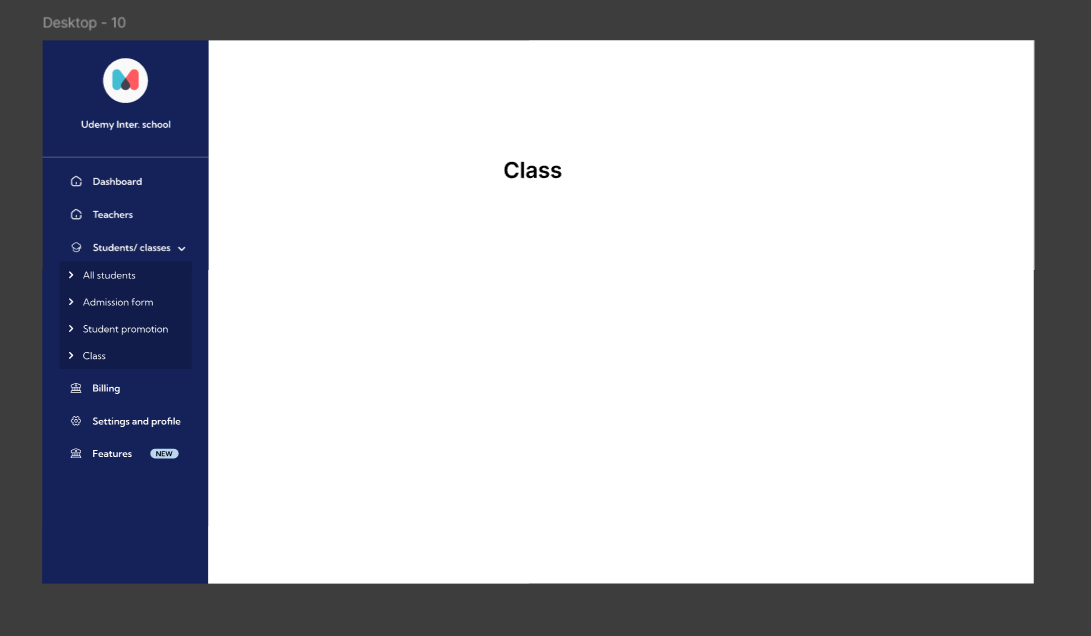 Desktop - 10
Udemy Inter. school
Class
Dashboard
Teachers
Students/ classes
All students
Admission form
Student promotion
Class
Billing
Settings and profile
Features NEW